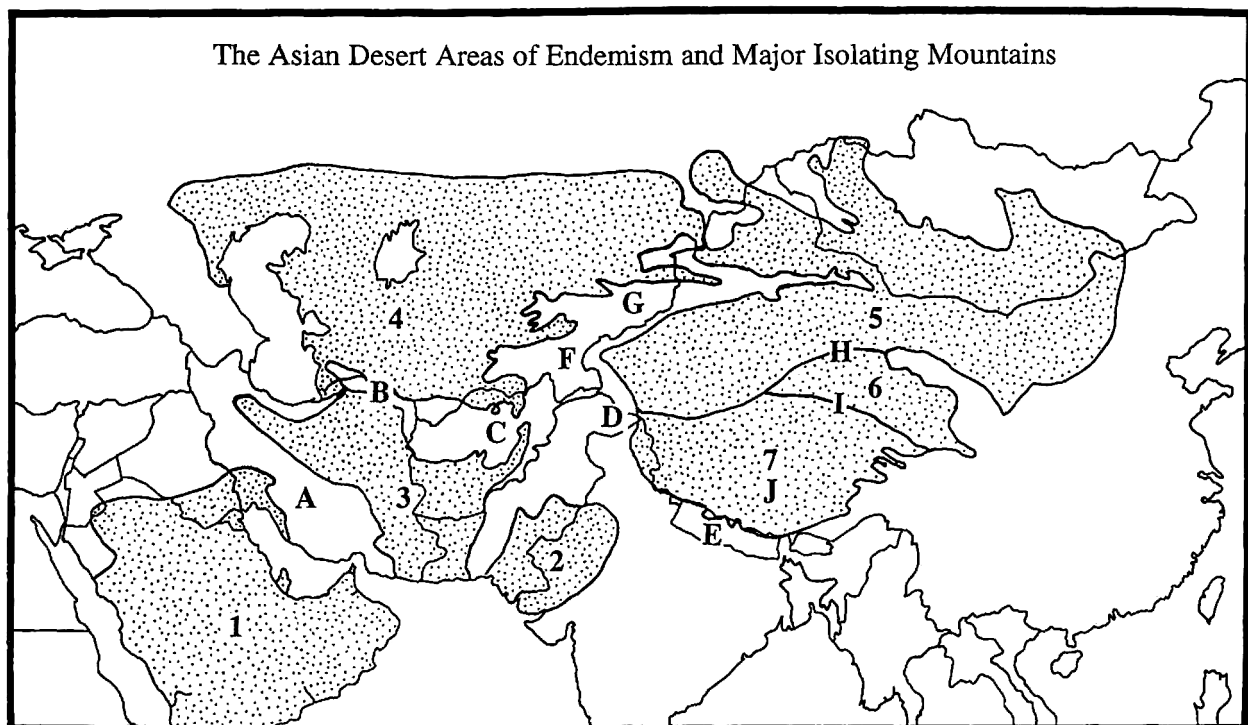 The Asian Desert Areas of Endemism and Major Isolating Mountains
G
4
5
F
H
B
6
D
I
C
7
A
3
J
E
2
1